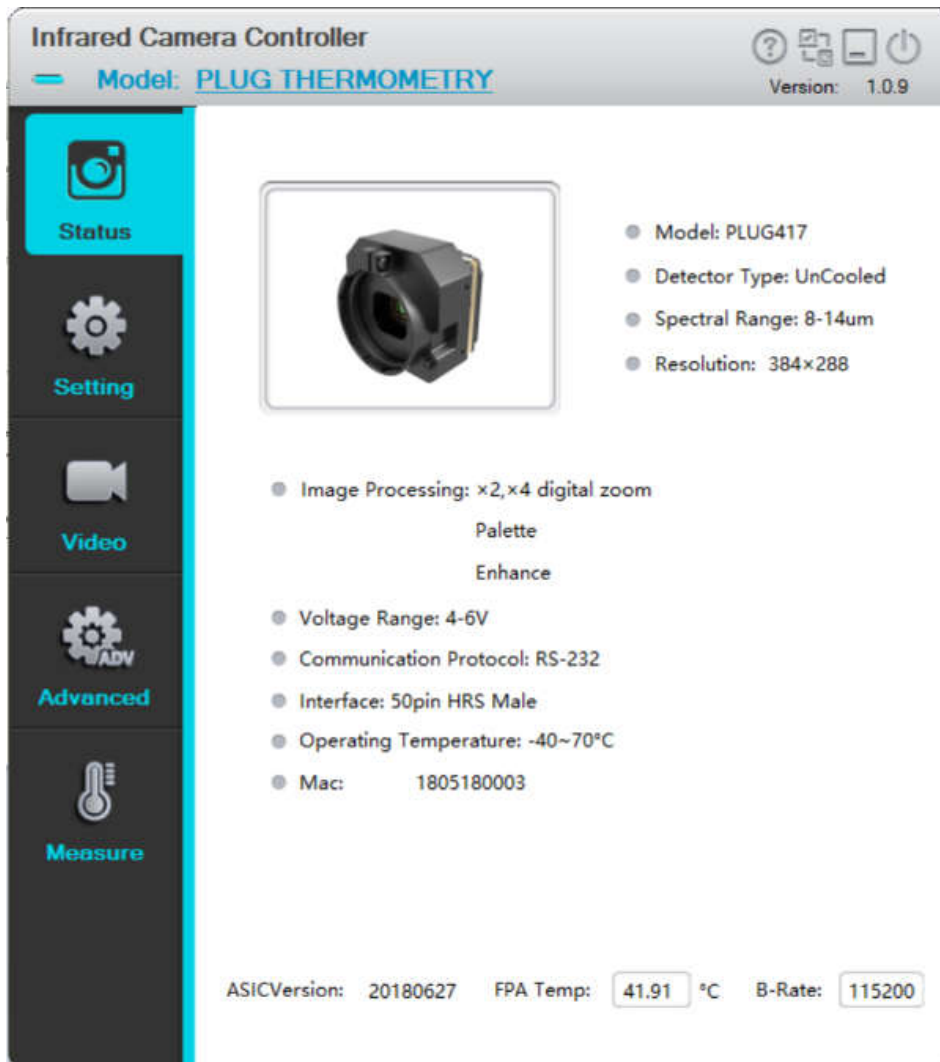 Infrared Camera Controller
Model: PLUG THERMOMETRY
Version: 1.0.9
Status
Setting
Video
ADV
Advanced
Measure
Model: PLUG417
Detector Type: UnCooled
Spectral Range: 8-14um
Resolution: 384×288
Image Processing: ×2,×4 digital zoom
Palette
Enhance
Voltage Range: 4-6V
Communication Protocol: RS-232
Interface: 50pin HRS Male
Operating Temperature: -40~70°C
Mac: 1805180003
ASICVersion: 20180627 FPA Temp: 41.91 °C B-Rate: 115200